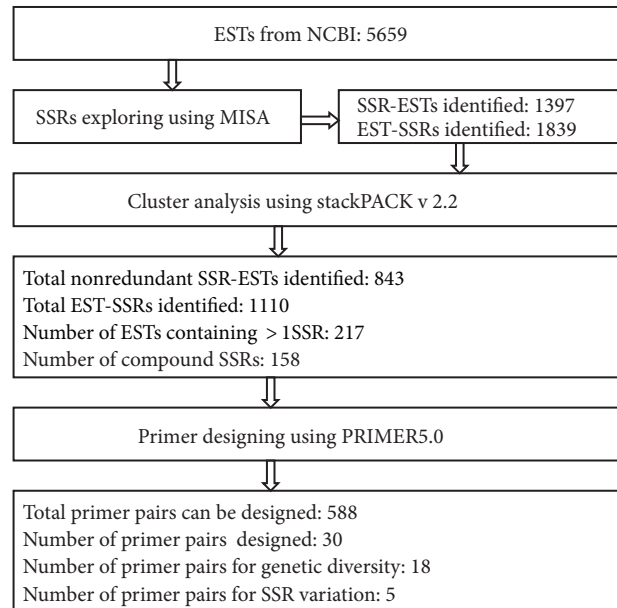 ESTs from NCBI: 5659
SSRs exploring using MISA
SSR-ESTs identified: 1397
EST-SSRs identified: 1839
Cluster analysis using stackPACK v 2.2
Total nonredundant SSR-ESTs identified: 843
Total EST-SSRs identified: 1110
Number of ESTs containing > 1SSR: 217
Number of compound SSRs: 158
Primer designing using PRIMER5.0
Total primer pairs can be designed: 588
Number of primer pairs designed: 30
Number of primer pairs for genetic diversity: 18
Number of primer pairs for SSR variation: 5